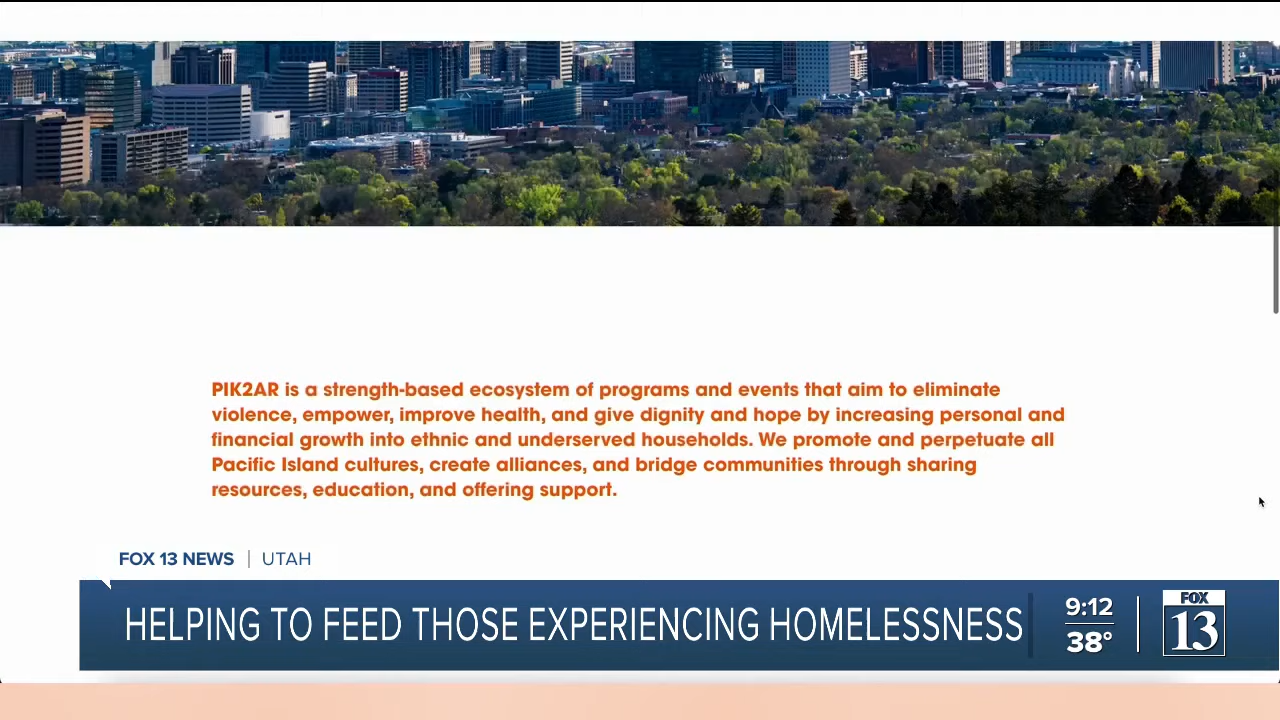 PIK2AR is a strength-based ecosystem of programs and events that aim to eliminate
violence, empower, improve health, and give dignity and hope by increasing personal and
financial growth into ethnic and underserved households. We promote and perpetuate all
Pacific Island cultures, create alliances, and bridge communities through sharing
resources, education, and offering support.
FOX 13 NEWS | UTAH
HELPING TO FEED THOSE EXPERIENCING HOMELESSNESS
9:12
38°
FOX
13